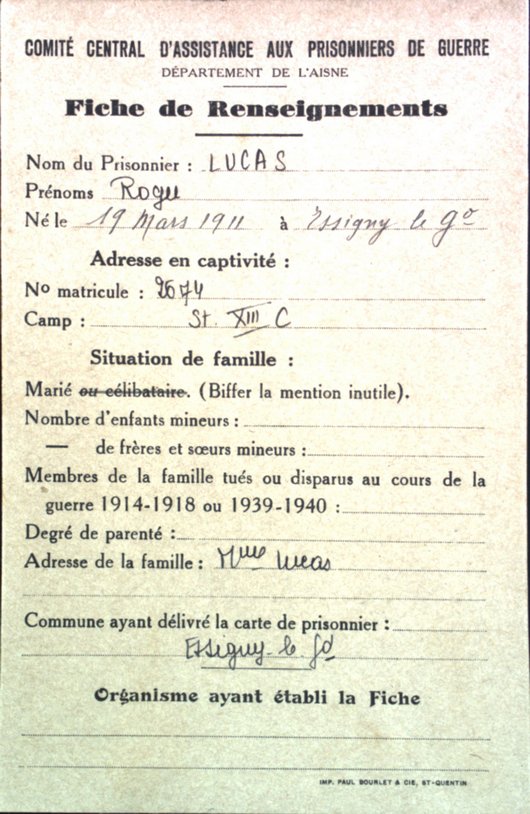 COMITÉ CENTRAL D'ASSISTANCE AUX PRISONNIERS DE GUERRE
DÉPARTEMENT DE L'AISNE
Fiche de Renseignements
Nom du Prisonnier : LUCAS
Prénoms Roger
Né le 19 Mars 1911 à Essigny le Gd
Adresse en captivité :
No matricule : 2674
Camp : St. XIII C
Situation de famille :
Marié ou célibataire. (Biffer la mention inutile).
Nombre d'enfants mineurs :
— de frères et sœurs mineurs :
Membres de la famille tués ou disparus au cours de la
guerre 1914-1918 ou 1939-1940 :
Degré de parenté :
Adresse de la famille : Mme Lucas
Commune ayant délivré la carte de prisonnier :
Essigny-le-Gd
Organisme ayant établi la Fiche
IMP. PAUL BOURLET & CIE, ST-QUENTIN